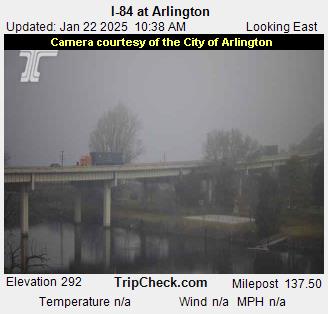 I-84 at Arlington
Updated: Jan 22 2025 10:38 AM Looking East
Camera courtesy of the City of Arlington
Elevation 292 TripCheck.com Milepost 137.50
Temperature n/a Wind n/a MPH n/a